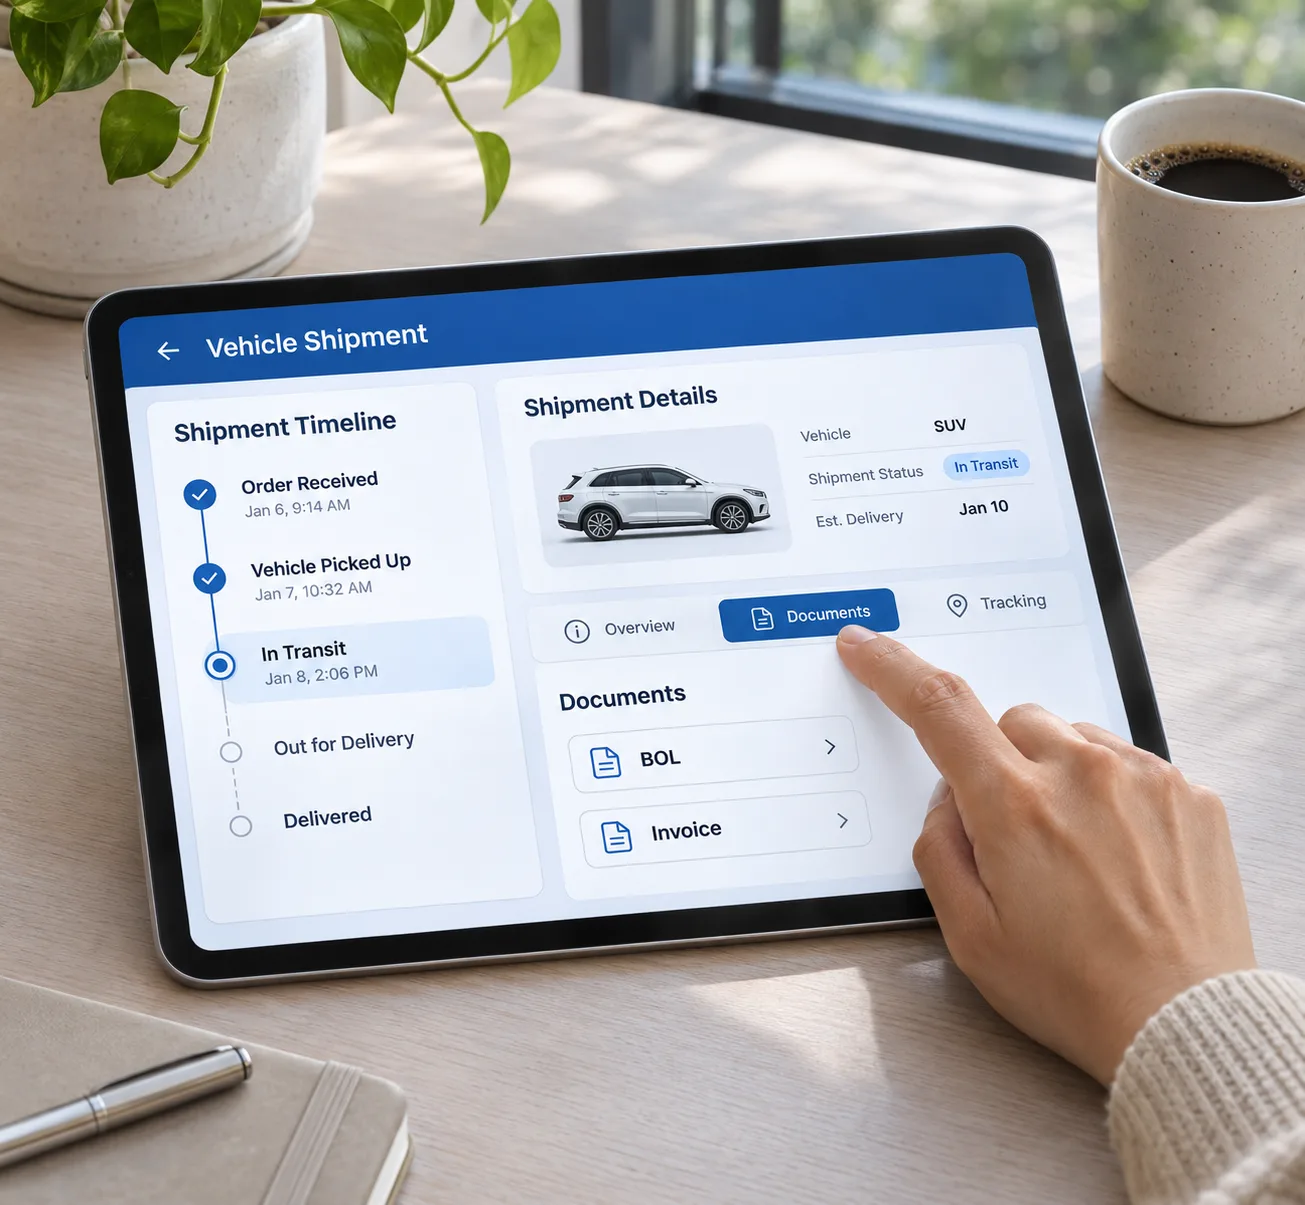 Vehicle Shipment
Shipment Timeline
Order Received
Jan 6, 9:14 AM
Vehicle Picked Up
Jan 7, 10:32 AM
In Transit
Jan 8, 2:06 PM
Out for Delivery
Delivered
Shipment Details
Vehicle SUV
Shipment Status In Transit
Est. Delivery Jan 10
Overview Documents Tracking
Documents
BOL
Invoice